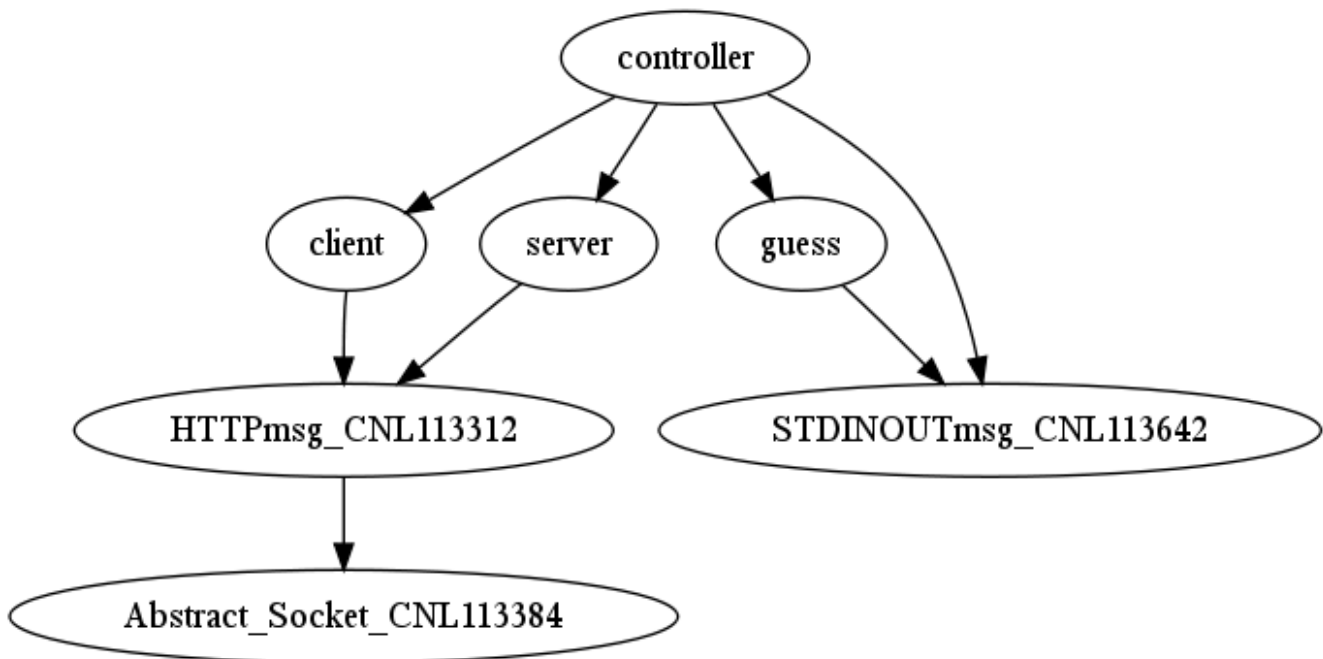 controller
client
server
guess
HTTPmsg_CNL113312
STDINOUTmsg_CNL113642
Abstract_Socket_CNL113384